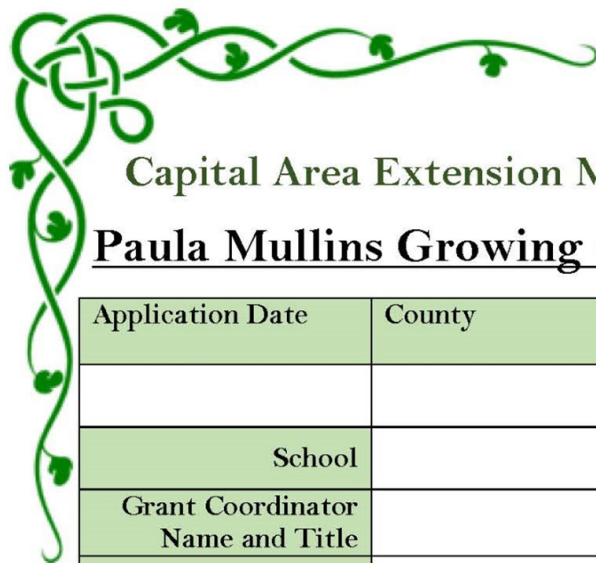 Capital Area Extension M
Paula Mullins Growing
Application Date County
School
Grant Coordinator
Name and Title